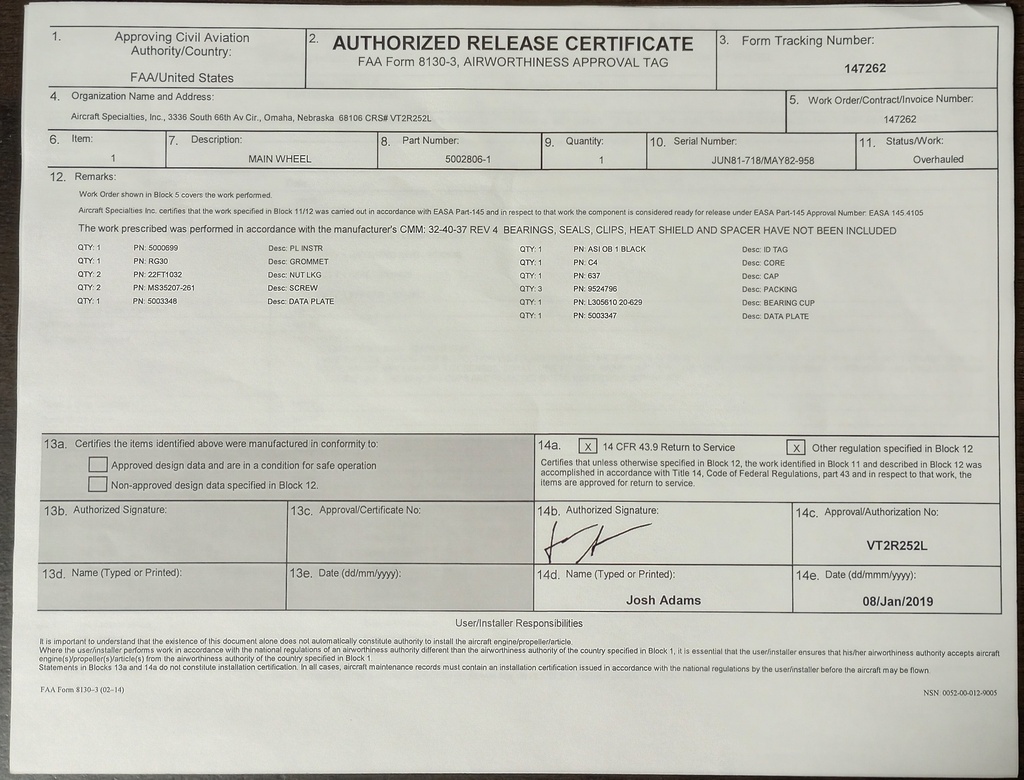 1. Approving Civil Aviation Authority/Country:
FAA/United States
2. AUTHORIZED RELEASE CERTIFICATE
FAA Form 8130-3, AIRWORTHINESS APPROVAL TAG
3. Form Tracking Number:
147262
4. Organization Name and Address:
Aircraft Specialties, Inc., 3336 South 66th Av Cir., Omaha, Nebraska 68106 CRS# VT2R252L
5. Work Order/Contract/Invoice Number:
147262
6. Item:
1
7. Description:
MAIN WHEEL
8. Part Number:
5002806-1
9. Quantity:
1
10. Serial Number:
JUN81-718/MAY82-958
11. Status/Work:
Overhauled
12. Remarks:
Work Order shown in Block 5 covers the work performed.
Aircraft Specialties Inc. certifies that the work specified in Block 11/12 was carried out in accordance with EASA Part-145 and in respect to that work the component is considered ready for release under EASA Part-145 Approval Number: EASA 145.4105
The work prescribed was performed in accordance with the manufacturer's CMM: 32-40-37 REV 4 BEARINGS, SEALS, CLIPS, HEAT SHIELD AND SPACER HAVE NOT BEEN INCLUDED
QTY: 1 PN: 5000699 Desc: PL INSTR QTY: 1 PN: ASI OB 1 BLACK Desc: ID TAG
QTY: 1 PN: RG30 Desc: GROMMET QTY: 1 PN: C4 Desc: CORE
QTY: 2 PN: 22FT1032 Desc: NUT LKG QTY: 1 PN: 637 Desc: CAP
QTY: 2 PN: MS35207-261 Desc: SCREW QTY: 3 PN: 9524796 Desc: PACKING
QTY: 1 PN: 5003348 Desc: DATA PLATE QTY: 1 PN: L305610 20-629 Desc: BEARING CUP
QTY: 1 PN: 5003347 Desc: DATA PLATE
13a. Certifies the items identified above were manufactured in conformity to:
Approved design data and are in a condition for safe operation
Non-approved design data specified in Block 12.
14a. X 14 CFR 43.9 Return to Service X Other regulation specified in Block 12
Certifies that unless otherwise specified in Block 12, the work identified in Block 11 and described in Block 12 was
accomplished in accordance with Title 14, Code of Federal Regulations, part 43 and in respect to that work, the
items are approved for return to service.
13b. Authorized Signature:
13c. Approval/Certificate No:
14b. Authorized Signature:
14c. Approval/Authorization No:
VT2R252L
13d. Name (Typed or Printed):
13e. Date (dd/mm/yyyy):
14d. Name (Typed or Printed):
Josh Adams
14e. Date (dd/mmm/yyyy):
08/Jan/2019
User/Installer Responsibilities
It is important to understand that the existence of this document alone does not automatically constitute authority to install the aircraft engine/propeller/article.
Where the user/installer performs work in accordance with the national regulations of an airworthiness authority different than the airworthiness authority of the country specified in Block 1, it is essential that the user/installer ensures that his/her airworthiness authority accepts aircraft
engine(s)/propeller(s)/article(s) from the airworthiness authority of the country specified in Block 1.
Statements in Blocks 13a and 14a do not constitute installation certification. In all cases, aircraft maintenance records must contain an installation certification issued in accordance with the national regulations by the user/installer before the aircraft may be flown.
FAA Form 8130-3 (02-14)
NSN 0052-00-012-9005